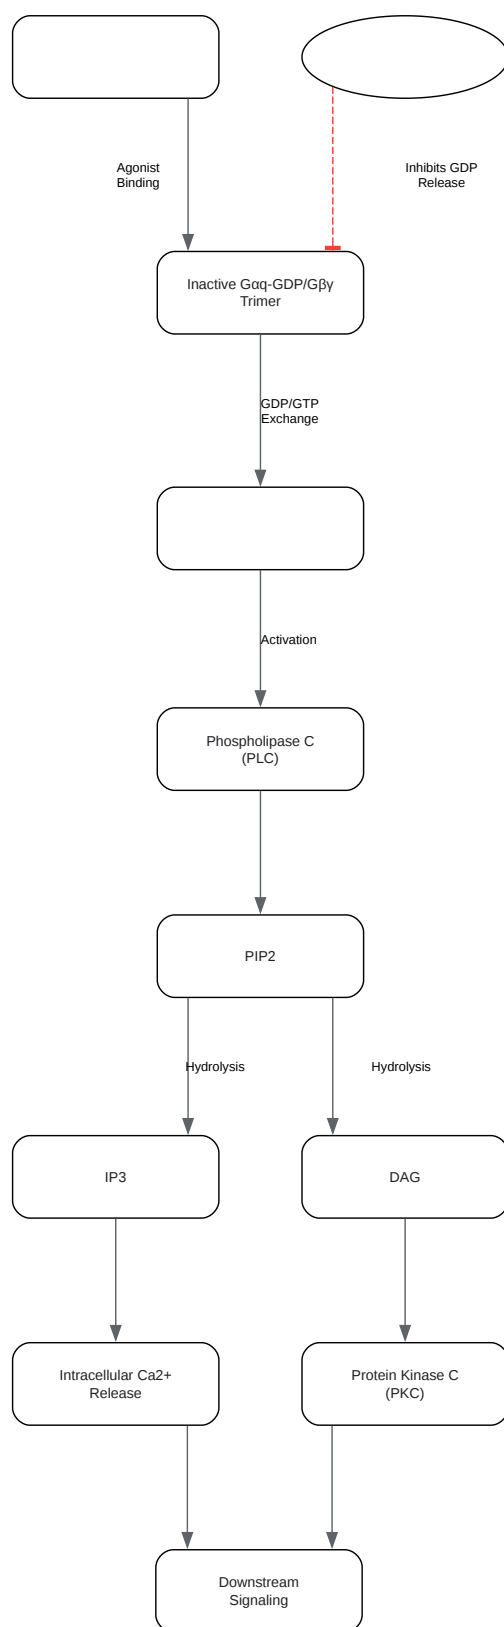 Agonist
Binding
Inhibits GDP
Release
Inactive Gαq-GDP/Gβγ
Trimer
GDP/GTP
Exchange
Activation
Phospholipase C
(PLC)
PIP2
Hydrolysis
Hydrolysis
IP3
DAG
Intracellular Ca2+
Release
Protein Kinase C
(PKC)
Downstream
Signaling